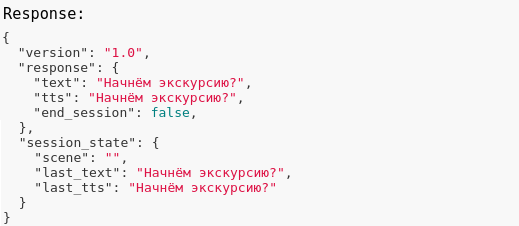 Response:
{
  "version": "1.0",
  "response": {
    "text": "Начнём экскурсию?",
    "tts": "Начнём экскурсию?",
    "end_session": false,
  },
  "session_state": {
    "scene": "",
    "last_text": "Начнём экскурсию?",
    "last_tts": "Начнём экскурсию?"
  }
}